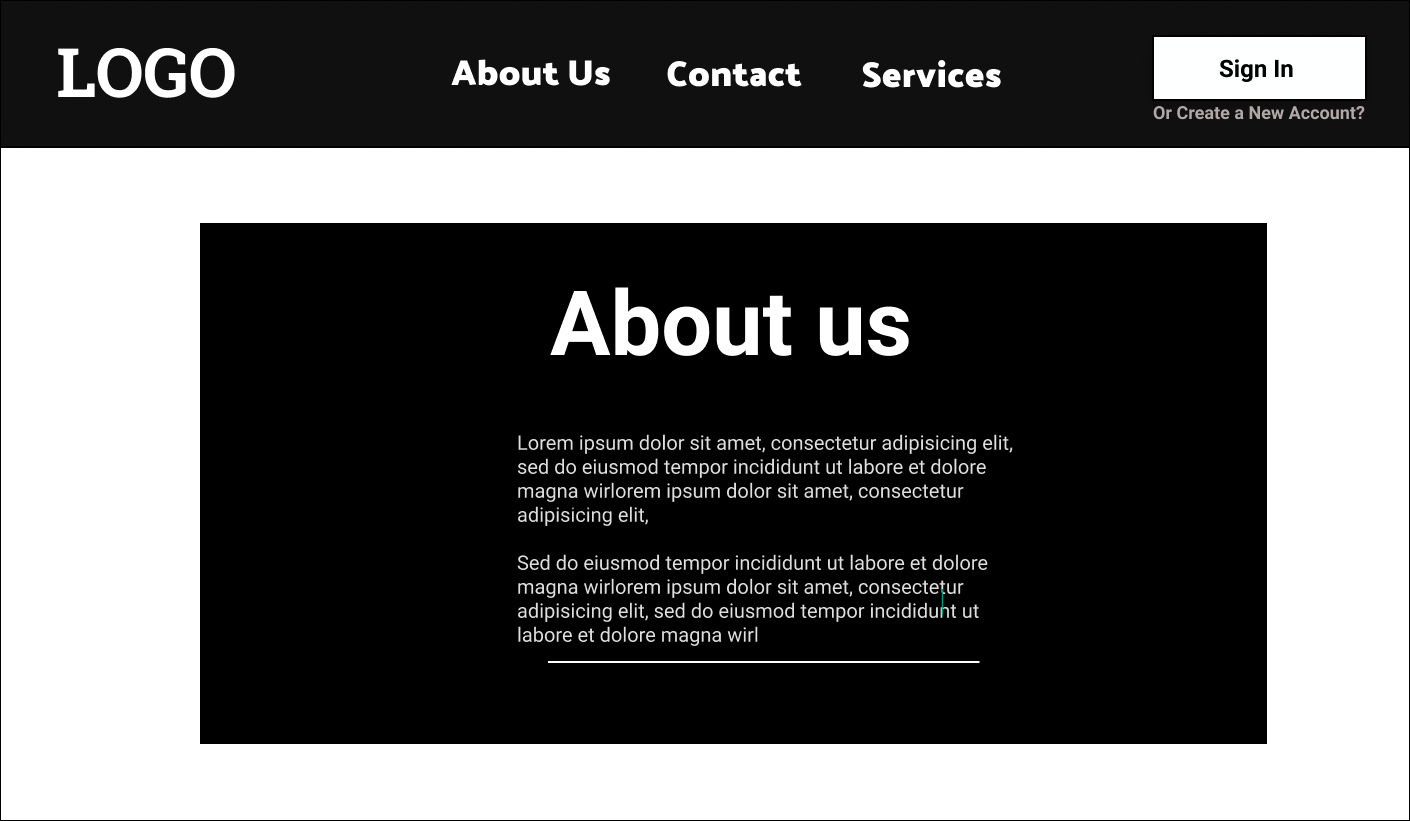 LOGO
About Us
Contact
Services
Sign In
Or Create a New Account?
About us
Lorem ipsum dolor sit amet, consectetur adipisicing elit,
sed do eiusmod tempor incididunt ut labore et dolore
magna wirlorem ipsum dolor sit amet, consectetur
adipisicing elit,
Sed do eiusmod tempor incididunt ut labore et dolore
magna wirlorem ipsum dolor sit amet, consectetur
adipisicing elit, sed do eiusmod tempor incididunt ut
labore et dolore magna wirl